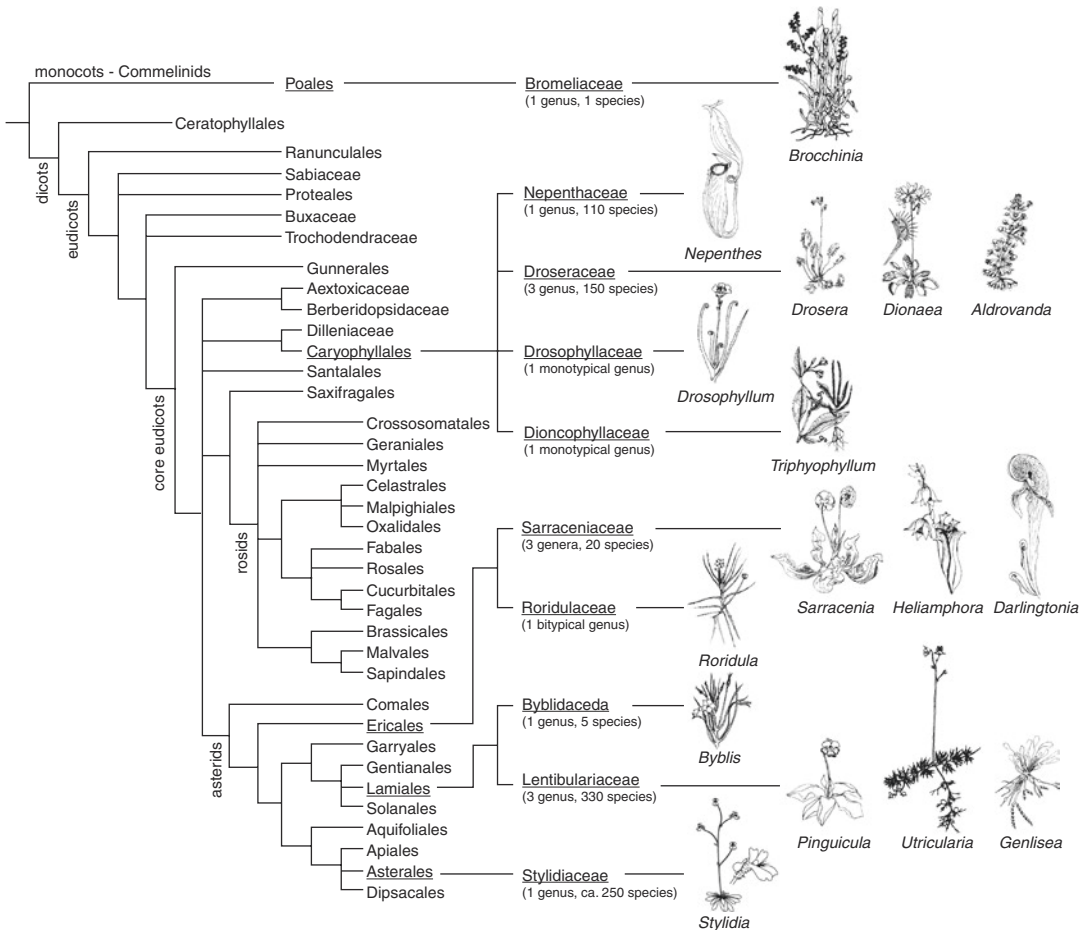 monocots - Commelinids
Poales
Bromeliaceae
(1 genus, 1 species)
Brocchinia
Ceratophyllales
dicots
Ranunculales
eudicots
Sabiaceae
Proteales
Buxaceae
Trochodendraceae
Nepenthaceae
(1 genus, 110 species)
Nepenthes
core eudicots
Gunnerales
Aextoxicaceae
Berberidopsidaceae
Droseraceae
(3 genus, 150 species)
Drosera
Dionaea
Aldrovanda
Dilleniaceae
Caryophyllales
Drosophyllaceae
(1 monotypical genus)
Drosophyllum
Santalales
Saxifragales
Dioncophyllaceae
(1 monotypical genus)
Triphyophyllum
rosids
Crossosomatales
Geraniales
Myrtales
Celastrales
Malpighiales
Oxalidales
Fabales
Rosales
Cucurbitales
Fagales
Brassicales
Malvales
Sapindales
Sarraceniaceae
(3 genera, 20 species)
Sarracenia
Heliamphora
Darlingtonia
Roridulaceae
(1 bitypical genus)
Roridula
asterids
Comales
Ericales
Garryales
Gentianales
Lamiales
Solanales
Aquifoliales
Apiales
Asterales
Dipsacales
Byblidaceda
(1 genus, 5 species)
Byblis
Lentibulariaceae
(3 genus, 330 species)
Pinguicula
Utricularia
Genlisea
Stylidiaceae
(1 genus, ca. 250 species)
Stylidia